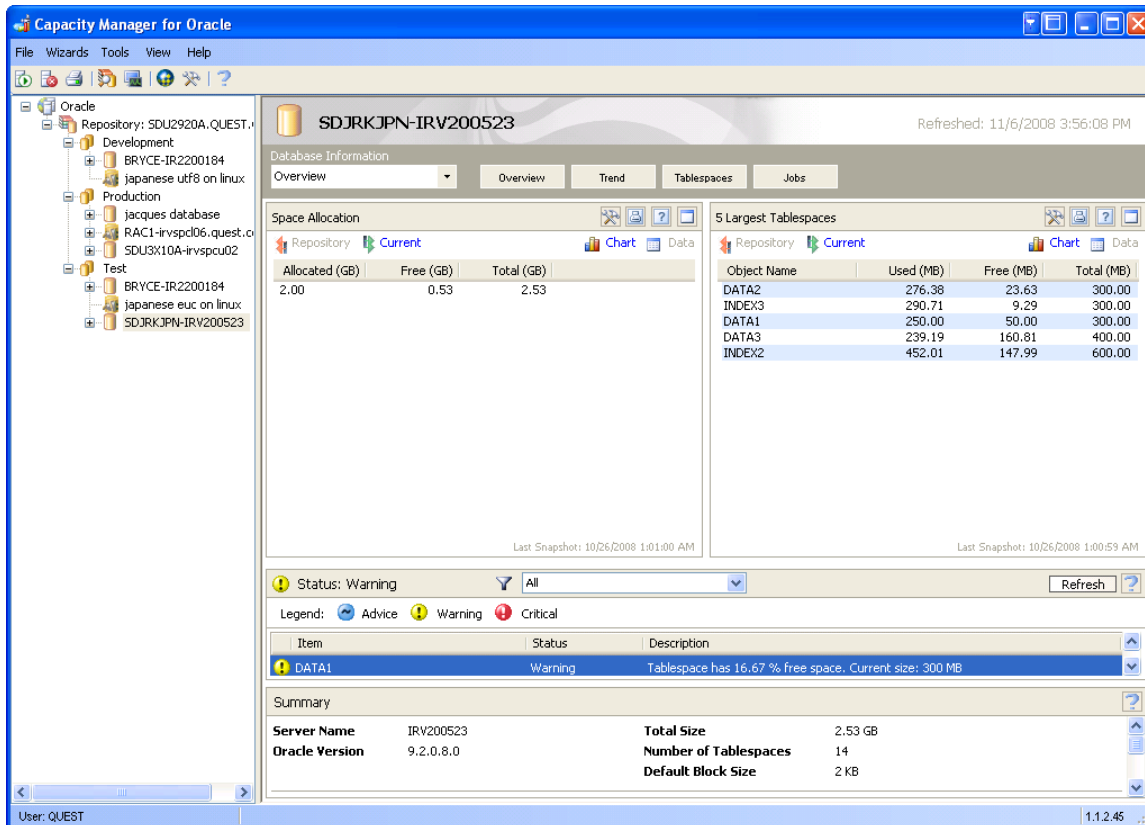 Capacity Manager for Oracle
File Wizards Tools View Help
Oracle
Repository: SDU2920A.QUEST.
Development
BRYCE-IR2200184
japanese utf8 on linux
Production
jacques database
RAC1-irvspcl06.quest.c
SDU3X10A-irvspcu02
Test
BRYCE-IR2200184
japanese euc on linux
SDJRKJPN-IRV200523
SDJRKJPN-IRV200523
Refreshed: 11/6/2008 3:56:08 PM
Database Information
Overview Overview Trend Tablespaces Jobs
Space Allocation
Repository Current Chart Data
Allocated (GB) Free (GB) Total (GB)
2.00 0.53 2.53
Last Snapshot: 10/26/2008 1:01:00 AM
5 Largest Tablespaces
Repository Current Chart Data
Object Name Used (MB) Free (MB) Total (MB)
DATA2 276.38 23.63 300.00
INDEX3 290.71 9.29 300.00
DATA1 250.00 50.00 300.00
DATA3 239.19 160.81 400.00
INDEX2 452.01 147.99 600.00
Last Snapshot: 10/26/2008 1:00:59 AM
Status: Warning All Refresh
Legend: Advice Warning Critical
Item Status Description
DATA1 Warning Tablespace has 16.67 % free space. Current size: 300 MB
Summary
Server Name IRV200523 Total Size 2.53 GB
Oracle Version 9.2.0.8.0 Number of Tablespaces 14
Default Block Size 2 KB
User: QUEST 1.1.2.45